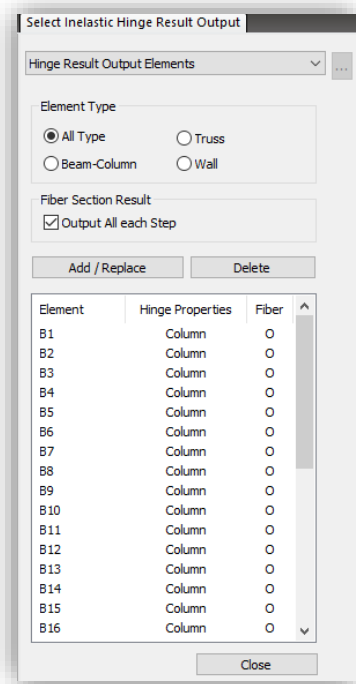 Select Inelastic Hinge Result Output
Hinge Result Output Elements
...
Element Type
All Type Truss
Beam-Column Wall
Fiber Section Result
Output All each Step
Add / Replace Delete
Element Hinge Properties Fiber
B1 Column O
B2 Column O
B3 Column O
B4 Column O
B5 Column O
B6 Column O
B7 Column O
B8 Column O
B9 Column O
B10 Column O
B11 Column O
B12 Column O
B13 Column O
B14 Column O
B15 Column O
B16 Column O
Close